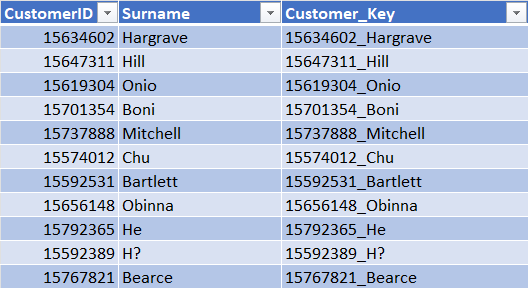 CustomerID Surname Customer_Key
15634602 Hargrave 15634602_Hargrave
15647311 Hill 15647311_Hill
15619304 Onio 15619304_Onio
15701354 Boni 15701354_Boni
15737888 Mitchell 15737888_Mitchell
15574012 Chu 15574012_Chu
15592531 Bartlett 15592531_Bartlett
15656148 Obinna 15656148_Obinna
15792365 He 15792365_He
15592389 H? 15592389_H?
15767821 Bearce 15767821_Bearce